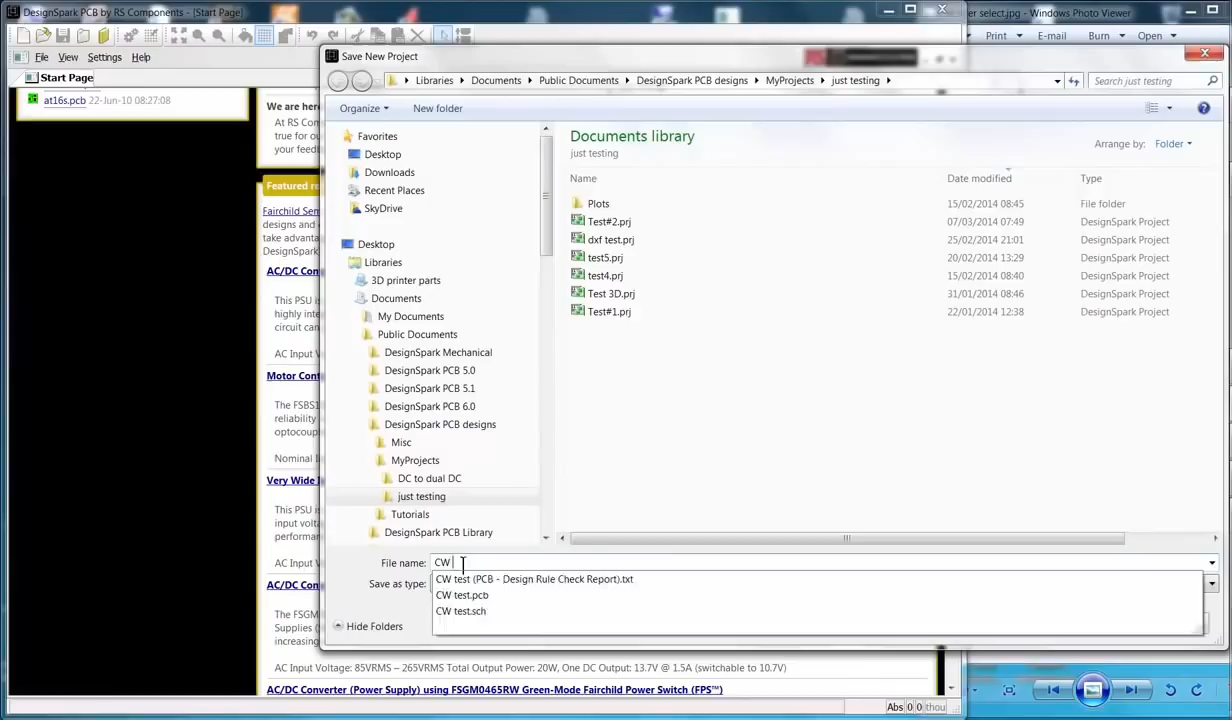 DesignSpark PCB by RS Components - [Start Page]
er select.jpg - Windows Photo Viewer
Print
E-mail
Burn
Open
File View Settings Help
Start Page
at16s.pcb 22-Jun-10 08:27:08
We are here
At RS Com
true for ou
your feedb
Featured re
Fairchild Sem
designs and
take advanta
DesignSpark
AC/DC Con
This PSU is
highly inte
circuit can
AC Input V
Motor Cont
The FSBS1
reliability
optocoupl
Nominal I
Very Wide I
This PSU is
input volta
performan
AC Input V
AC/DC Con
The FSGM
Supplies (S
increasing
AC Input Voltage: 85VRMS – 265VRMS Total Output Power: 20W, One DC Output: 13.7V @ 1.5A (switchable to 10.7V)
AC/DC Converter (Power Supply) using FSGM0465RW Green-Mode Fairchild Power Switch (FPS™)
Abs 0 0 thou
Save New Project
Libraries Documents Public Documents DesignSpark PCB designs MyProjects just testing
Search just testing
Organize New folder
Favorites
Desktop
Downloads
Recent Places
SkyDrive
Desktop
Libraries
3D printer parts
Documents
My Documents
Public Documents
DesignSpark Mechanical
DesignSpark PCB 5.0
DesignSpark PCB 5.1
DesignSpark PCB 6.0
DesignSpark PCB designs
Misc
MyProjects
DC to dual DC
just testing
Tutorials
DesignSpark PCB Library
Documents library
just testing
Arrange by: Folder
Name Date modified Type
Plots 15/02/2014 08:45 File folder
Test#2.prj 07/03/2014 07:49 DesignSpark Project
dxf test.prj 25/02/2014 21:01 DesignSpark Project
test5.prj 20/02/2014 13:29 DesignSpark Project
test4.prj 15/02/2014 08:40 DesignSpark Project
Test 3D.prj 31/01/2014 08:46 DesignSpark Project
Test#1.prj 22/01/2014 12:38 DesignSpark Project
File name: CW
Save as type:
CW test (PCB - Design Rule Check Report).txt
CW test.pcb
CW test.sch
Hide Folders